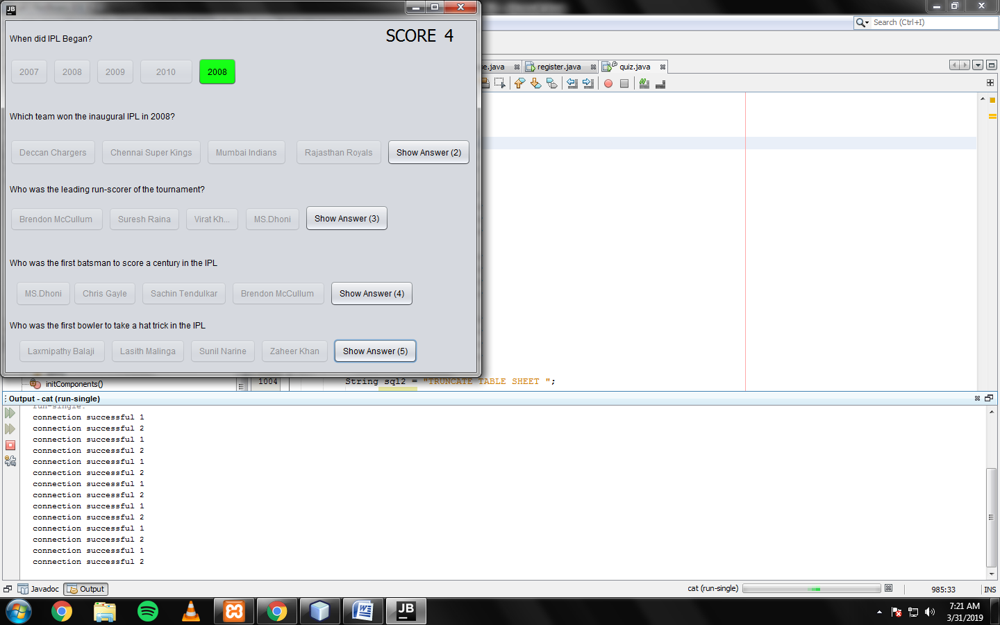 JB
When did IPL Began?
SCORE 4
2007 2008 2009 2010 2008
Which team won the inaugural IPL in 2008?
Deccan Chargers Chennai Super Kings Mumbai Indians Rajasthan Royals Show Answer (2)
Who was the leading run-scorer of the tournament?
Brendon McCullum Suresh Raina Virat Kh... MS.Dhoni Show Answer (3)
Who was the first batsman to score a century in the IPL
MS.Dhoni Chris Gayle Sachin Tendulkar Brendon McCullum Show Answer (4)
Who was the first bowler to take a hat trick in the IPL
Laxmipathy Balaji Lasith Malinga Sunil Narine Zaheer Khan Show Answer (5)
Search (Ctrl+I)
e.java register.java quiz.java
initComponents()
1004 String sql2 = "TRUNCATE TABLE SHEET ";
Output - cat (run-single)
run-single:
connection successful 1
connection successful 2
connection successful 1
connection successful 2
connection successful 1
connection successful 2
connection successful 1
connection successful 2
connection successful 1
connection successful 2
connection successful 1
connection successful 2
connection successful 1
connection successful 2
Javadoc Output
cat (run-single) 985:33 INS
JB
7:21 AM
3/31/2019